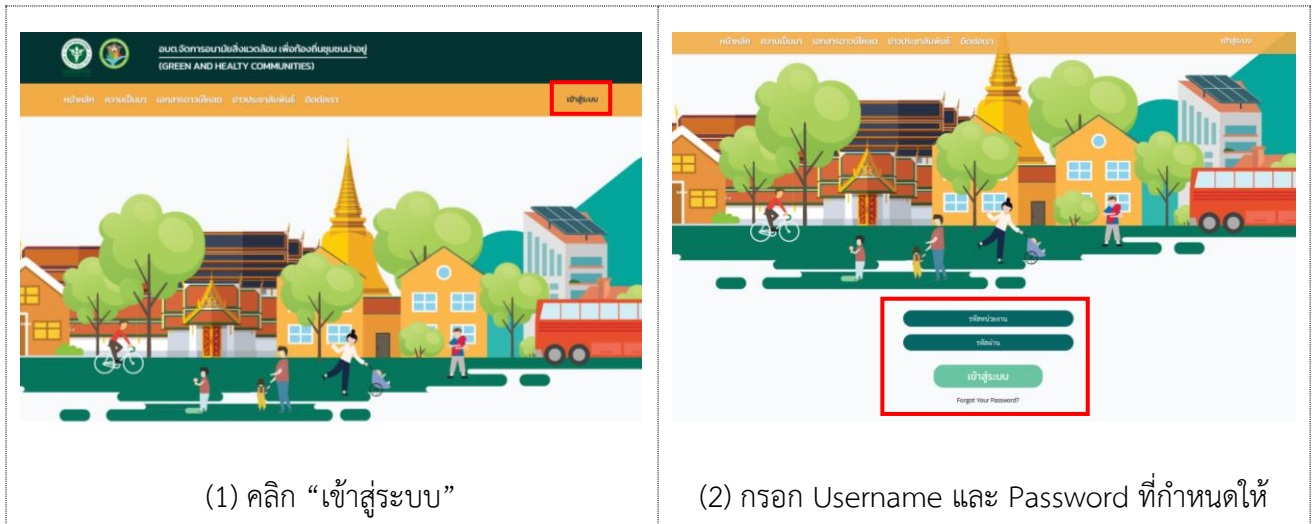 อบต.จัดการอนามัยสิ่งแวดล้อม เพื่อท้องถิ่นชุมชนน่าอยู่
(GREEN AND HEALTY COMMUNITIES)
หน้าหลัก ความเป็นมา เอกสารดาวน์โหลด ข่าวประชาสัมพันธ์ ติดต่อเรา เข้าสู่ระบบ
(1) คลิก “เข้าสู่ระบบ”
หน้าหลัก ความเป็นมา เอกสารดาวน์โหลด ข่าวประชาสัมพันธ์ ติดต่อเรา เข้าสู่ระบบ
รหัสหน่วยงาน
รหัสผ่าน
เข้าสู่ระบบ
Forgot Your Password?
(2) กรอก Username และ Password ที่กำหนดให้